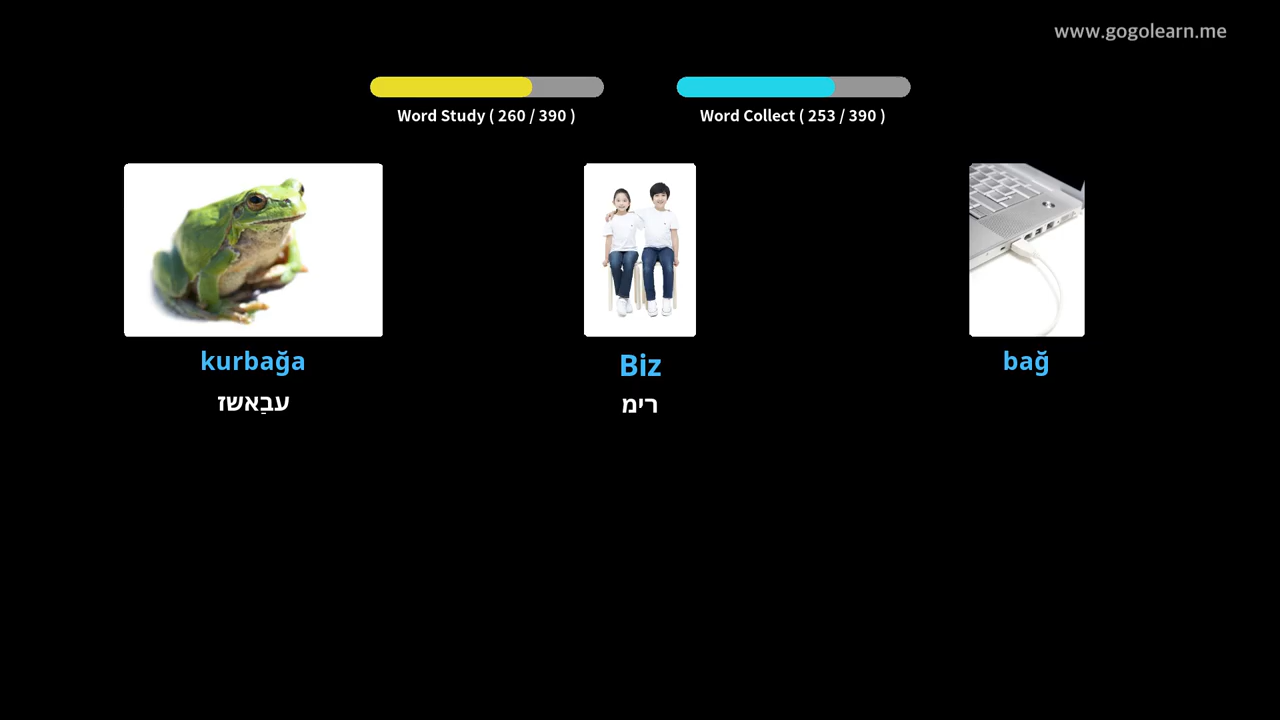 www.gogolearn.me
Word Study ( 260 / 390 )
Word Collect ( 253 / 390 )
kurbağa
עבַאשז
Biz
רימ
bağ